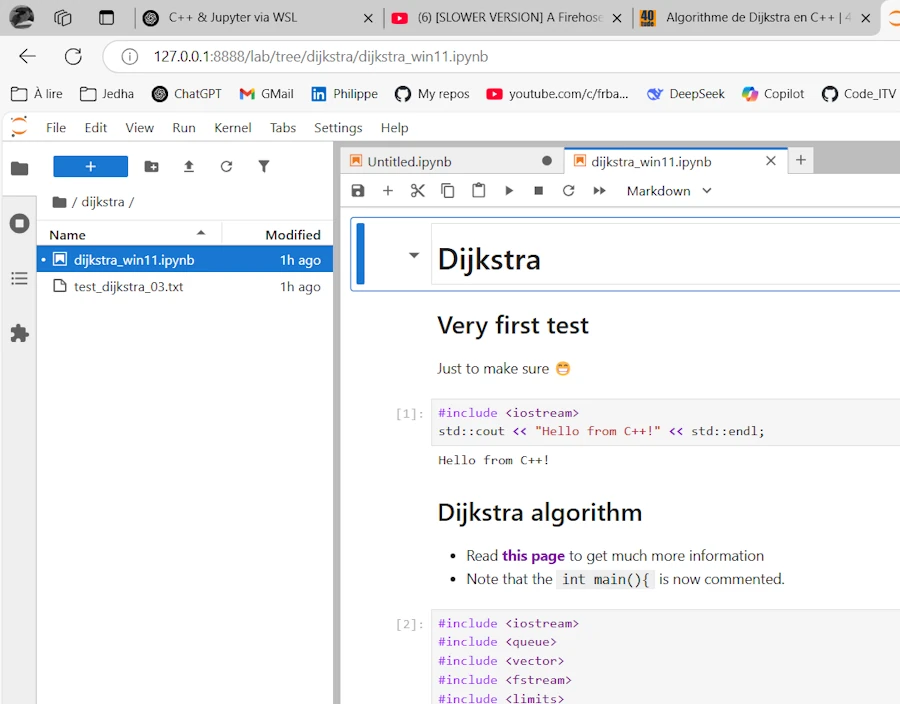 C++ & Jupyter via WSL
(6) [SLOWER VERSION] A Firehose
40
Algorithme de Dijkstra en C++ | 4
127.0.0.1:8888/lab/tree/dijkstra/dijkstra_win11.ipynb
À lire
Jedha
ChatGPT
GMail
Philippe
My repos
youtube.com/c/frba...
DeepSeek
Copilot
Code_ITV
File Edit View Run Kernel Tabs Settings Help
/ dijkstra /
Name Modified
dijkstra_win11.ipynb 1h ago
test_dijkstra_03.txt 1h ago
Untitled.ipynb
dijkstra_win11.ipynb
Markdown
Dijkstra
Very first test
Just to make sure 😁
[1]: #include <iostream>
std::cout << "Hello from C++!" << std::endl;
Hello from C++!
Dijkstra algorithm
• Read this page to get much more information
• Note that the int main(){ is now commented.
[2]: #include <iostream>
#include <queue>
#include <vector>
#include <fstream>
#include <limits>